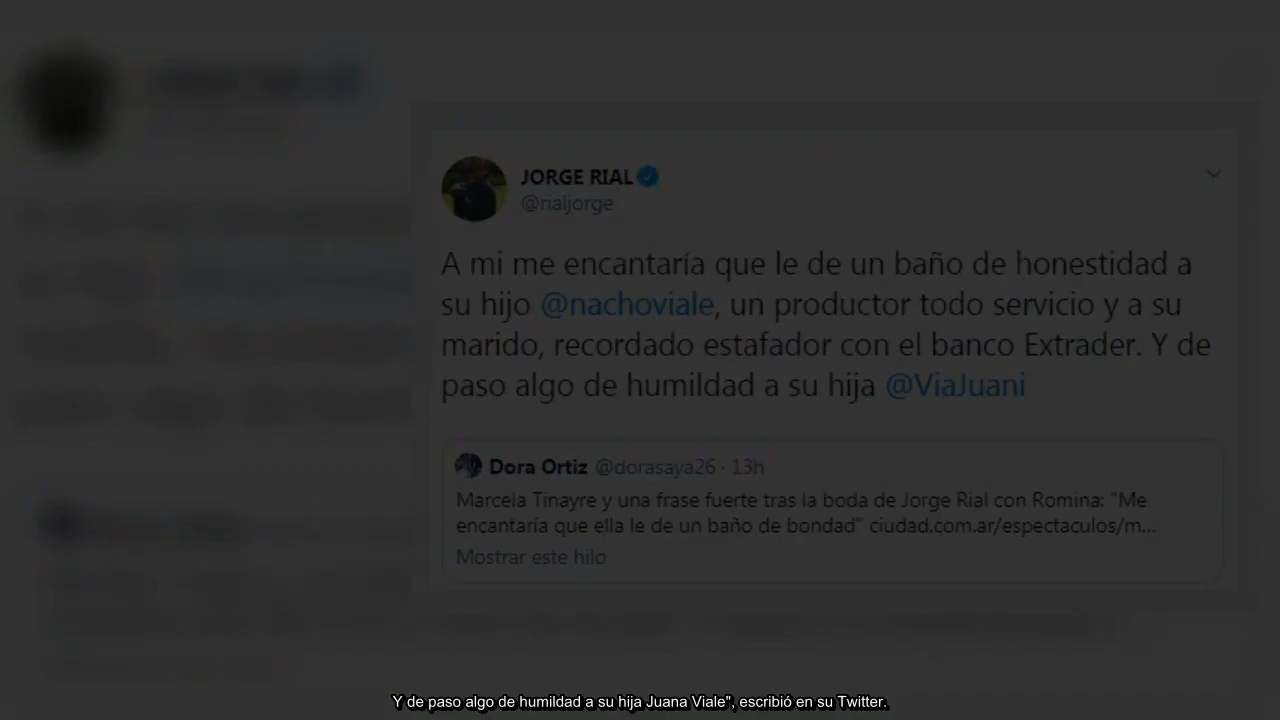 JORGE RIAL
@rialjorge
A mi me encantaría que le de un baño de honestidad a
su hijo @nachoviale, un productor todo servicio y a su
marido, recordado estafador con el banco Extrader. Y de
paso algo de humildad a su hija @ViaJuani
Dora Ortiz @dorasaya26 · 13h
Marcela Tinayre y una frase fuerte tras la boda de Jorge Rial con Romina: "Me
encantaría que ella le de un baño de bondad" ciudad.com.ar/espectaculos/m...
Mostrar este hilo
Y de paso algo de humildad a su hija Juana Viale", escribió en su Twitter.